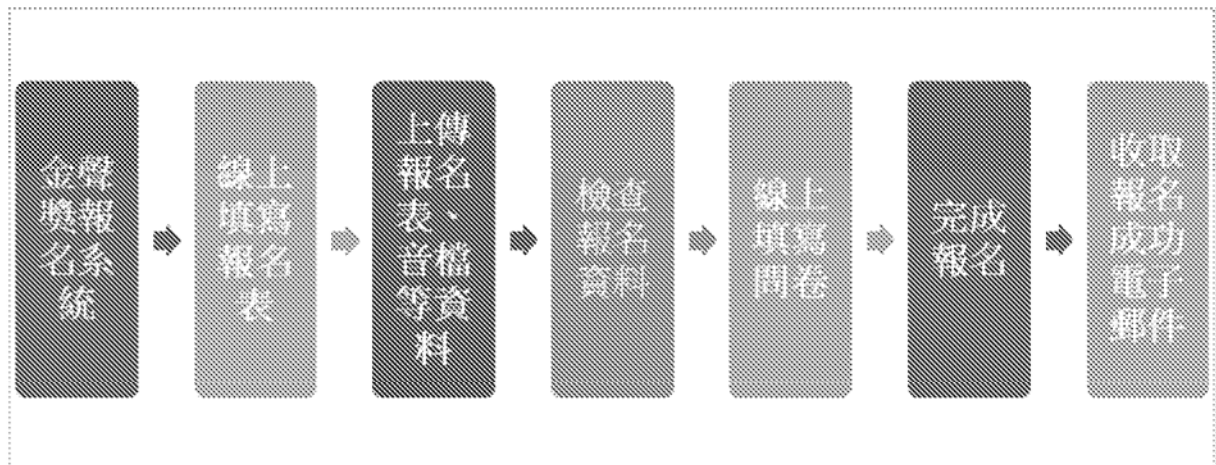 金聲
獎報
名系
統
線上
填寫
報名
表
上傳
報名
表、
音檔
等資
料
檢查
報名
資料
線上
填寫
問卷
完成
報名
收取
報名
成功
電子
郵件